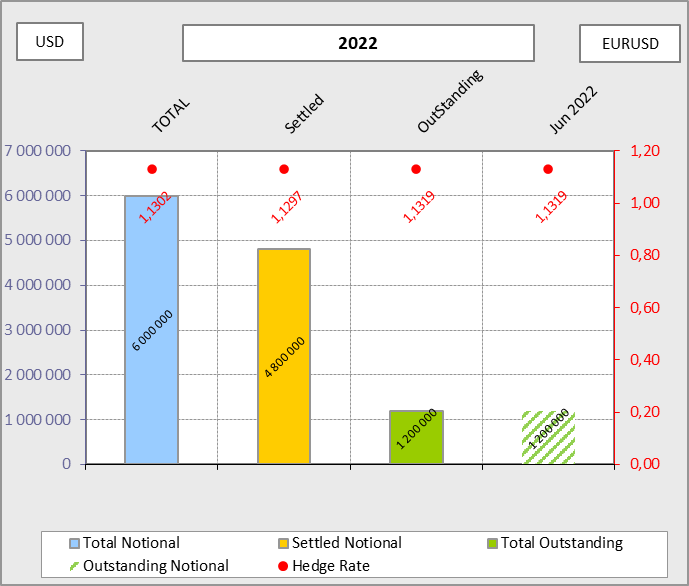 USD
2022
EURUSD
TOTAL
Settled
OutStanding
Jun 2022
7 000 000
6 000 000
5 000 000
4 000 000
3 000 000
2 000 000
1 000 000
0
1,1302
1,1297
1,1319
1,1319
6 000 000
4 800 000
1 200 000
1 200 000
1,20
1,00
0,80
0,60
0,40
0,20
0,00
Total Notional
Settled Notional
Total Outstanding
Outstanding Notional
Hedge Rate